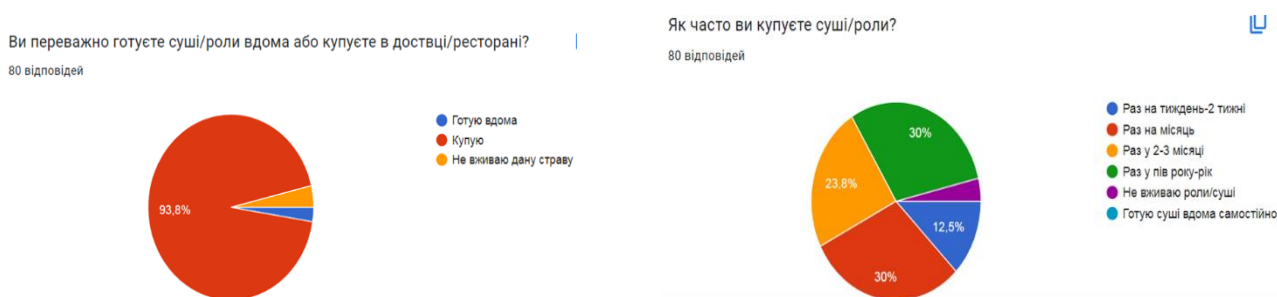 Ви переважно готуєте суші/роли вдома або купуєте в доствці/ресторані?
80 відповідей
Готую вдома
Купую
Не вживаю дану страву
93,8%
Як часто ви купуєте суші/роли?
80 відповідей
Раз на тиждень-2 тижні
Раз на місяць
Раз у 2-3 місяці
Раз у пів року-рік
Не вживаю роли/суші
Готую суші вдома самостійно
30%
23,8%
12,5%
30%